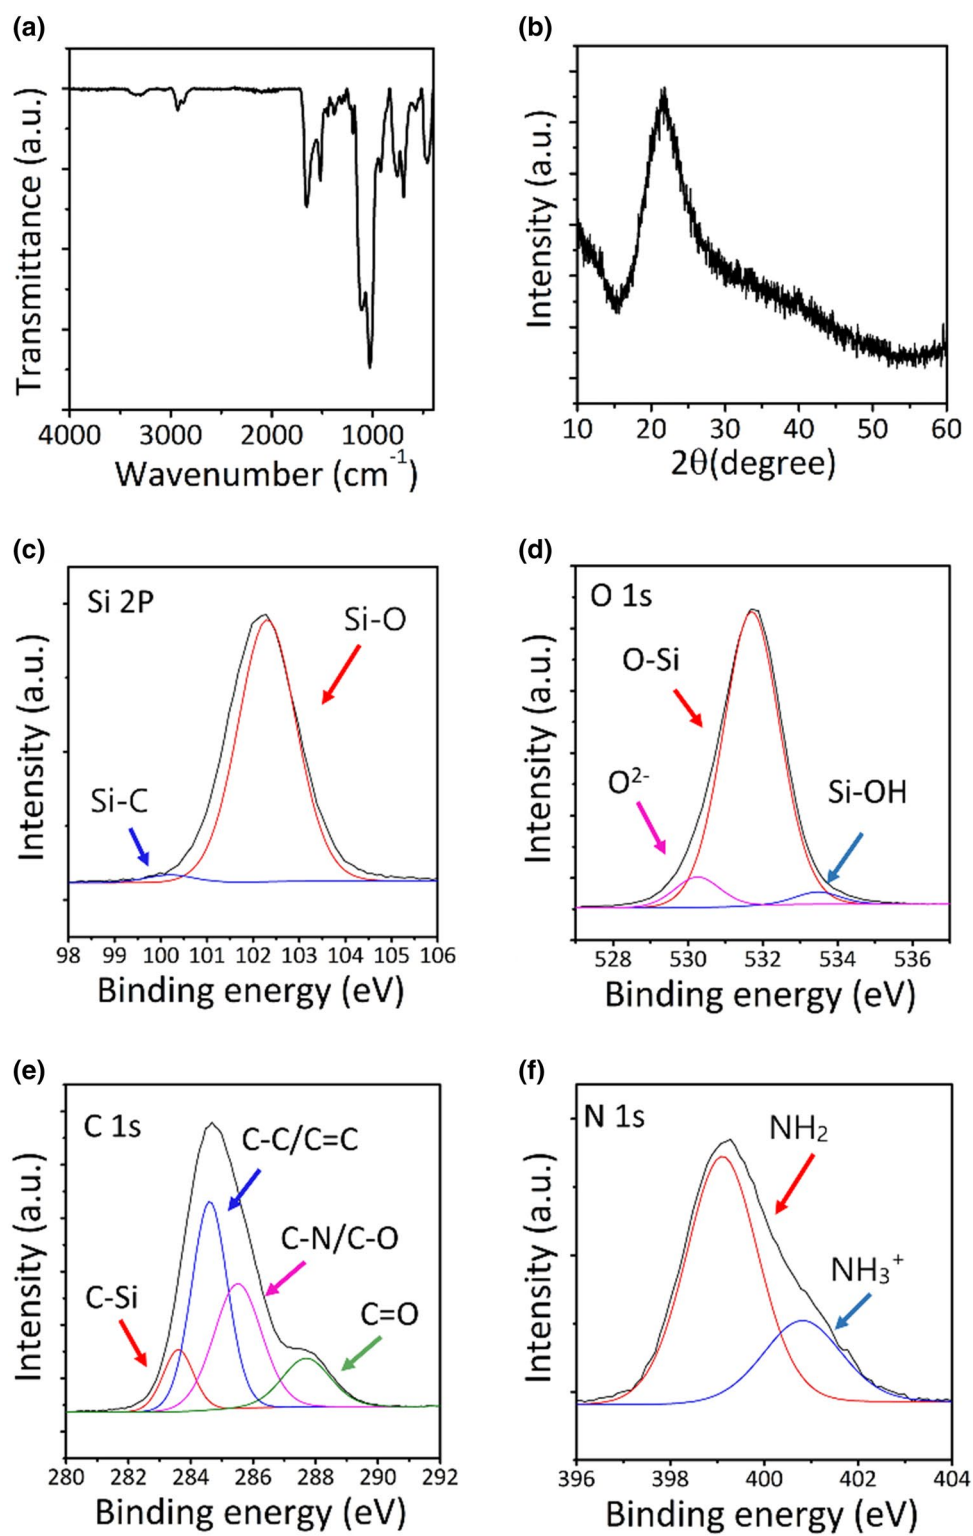 (a)
Transmittance (a.u.)
4000 3000 2000 1000
Wavenumber (cm-1)
(b)
Intensity (a.u.)
10 20 30 40 50 60
2θ(degree)
(c)
Si 2P
Si-O
Si-C
Intensity (a.u.)
98 99 100 101 102 103 104 105 106
Binding energy (eV)
(d)
O 1s
O-Si
O2-
Si-OH
Intensity (a.u.)
528 530 532 534 536
Binding energy (eV)
(e)
C 1s
C-C/C=C
C-N/C-O
C-Si
C=O
Intensity (a.u.)
280 282 284 286 288 290 292
Binding energy (eV)
(f)
N 1s
NH2
NH3+
Intensity (a.u.)
396 398 400 402 404
Binding energy (eV)